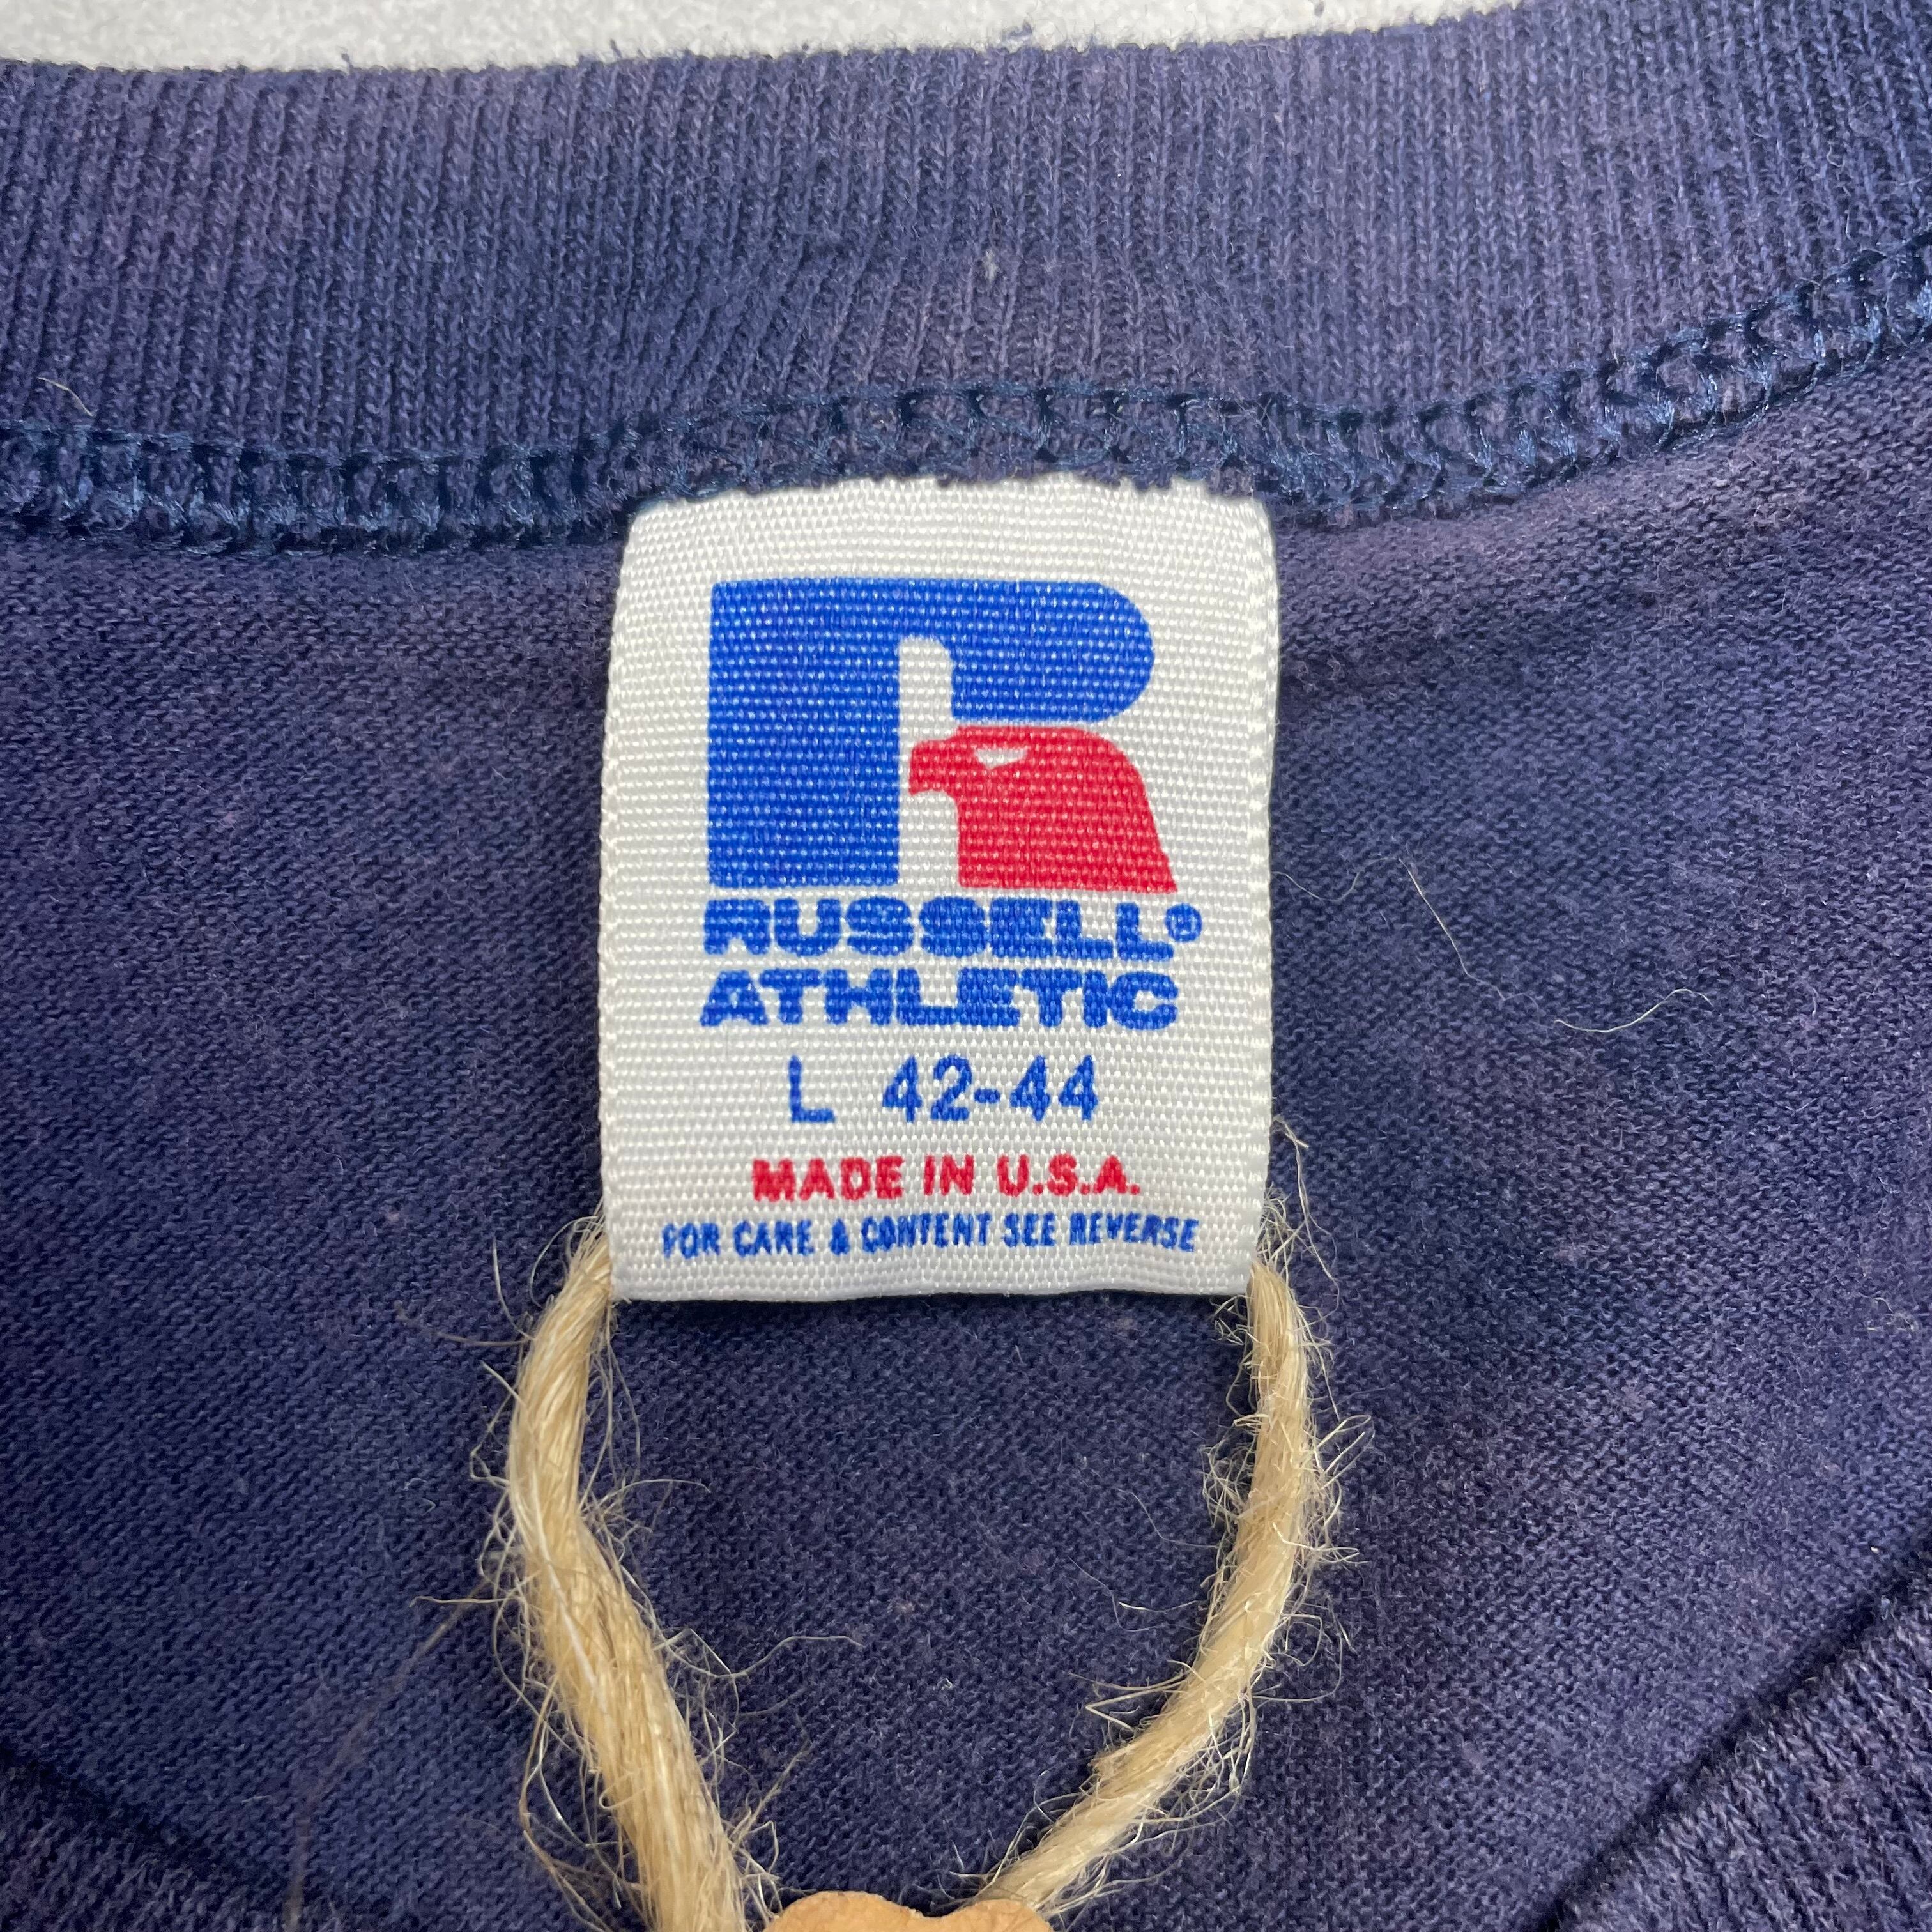 RUSSELL®
ATHLETIC
L 42-44
MADE IN U.S.A.
FOR CARE & CONTENT SEE REVERSE